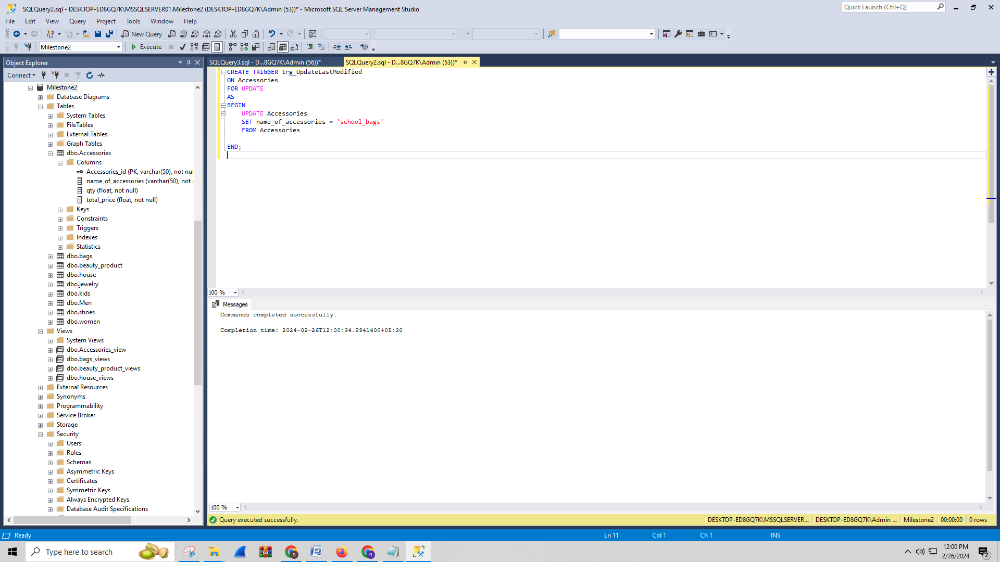 SQLQuery2.sql - DESKTOP-ED8GQ7K\MSSQLSERVER01.Milestone2 (DESKTOP-ED8GQ7K\Admin (53))* - Microsoft SQL Server Management Studio
Quick Launch (Ctrl+Q)
File Edit View Query Project Tools Window Help
New Query
MDX DMX XMLA DAX
Milestone2
Execute
Object Explorer
Connect
Milestone2
Database Diagrams
Tables
System Tables
FileTables
External Tables
Graph Tables
dbo.Accessories
Columns
Accessories_id (PK, varchar(50), not nul
name_of_accessories (varchar(50), not
qty (float, not null)
total_price (float, not null)
Keys
Constraints
Triggers
Indexes
Statistics
dbo.bags
dbo.beauty_product
dbo.house
dbo.jewelry
dbo.kids
dbo.Men
dbo.shoes
dbo.women
Views
System Views
dbo.Accessories_view
dbo.bags_views
dbo.beauty_product_views
dbo.house_views
External Resources
Synonyms
Programmability
Service Broker
Storage
Security
Users
Roles
Schemas
Asymmetric Keys
Certificates
Symmetric Keys
Always Encrypted Keys
Database Audit Specifications
SQLQuery3.sql - D...8GQ7K\Admin (56))*
SQLQuery2.sql - D...8GQ7K\Admin (53))*
CREATE TRIGGER trg_UpdateLastModified
ON Accessories
FOR UPDATE
AS
BEGIN
UPDATE Accessories
SET name_of_accessories = 'school_bags'
FROM Accessories
END;
100 %
Messages
Commands completed successfully.
Completion time: 2024-02-26T12:00:34.8941400+05:30
100 %
Query executed successfully.
DESKTOP-ED8GQ7K\MSSQLSERVER... DESKTOP-ED8GQ7K\Admin ... Milestone2 00:00:00 0 rows
Ready
Ln 11 Col 1 Ch 1 INS
Type here to search
12:00 PM
2/26/2024
2